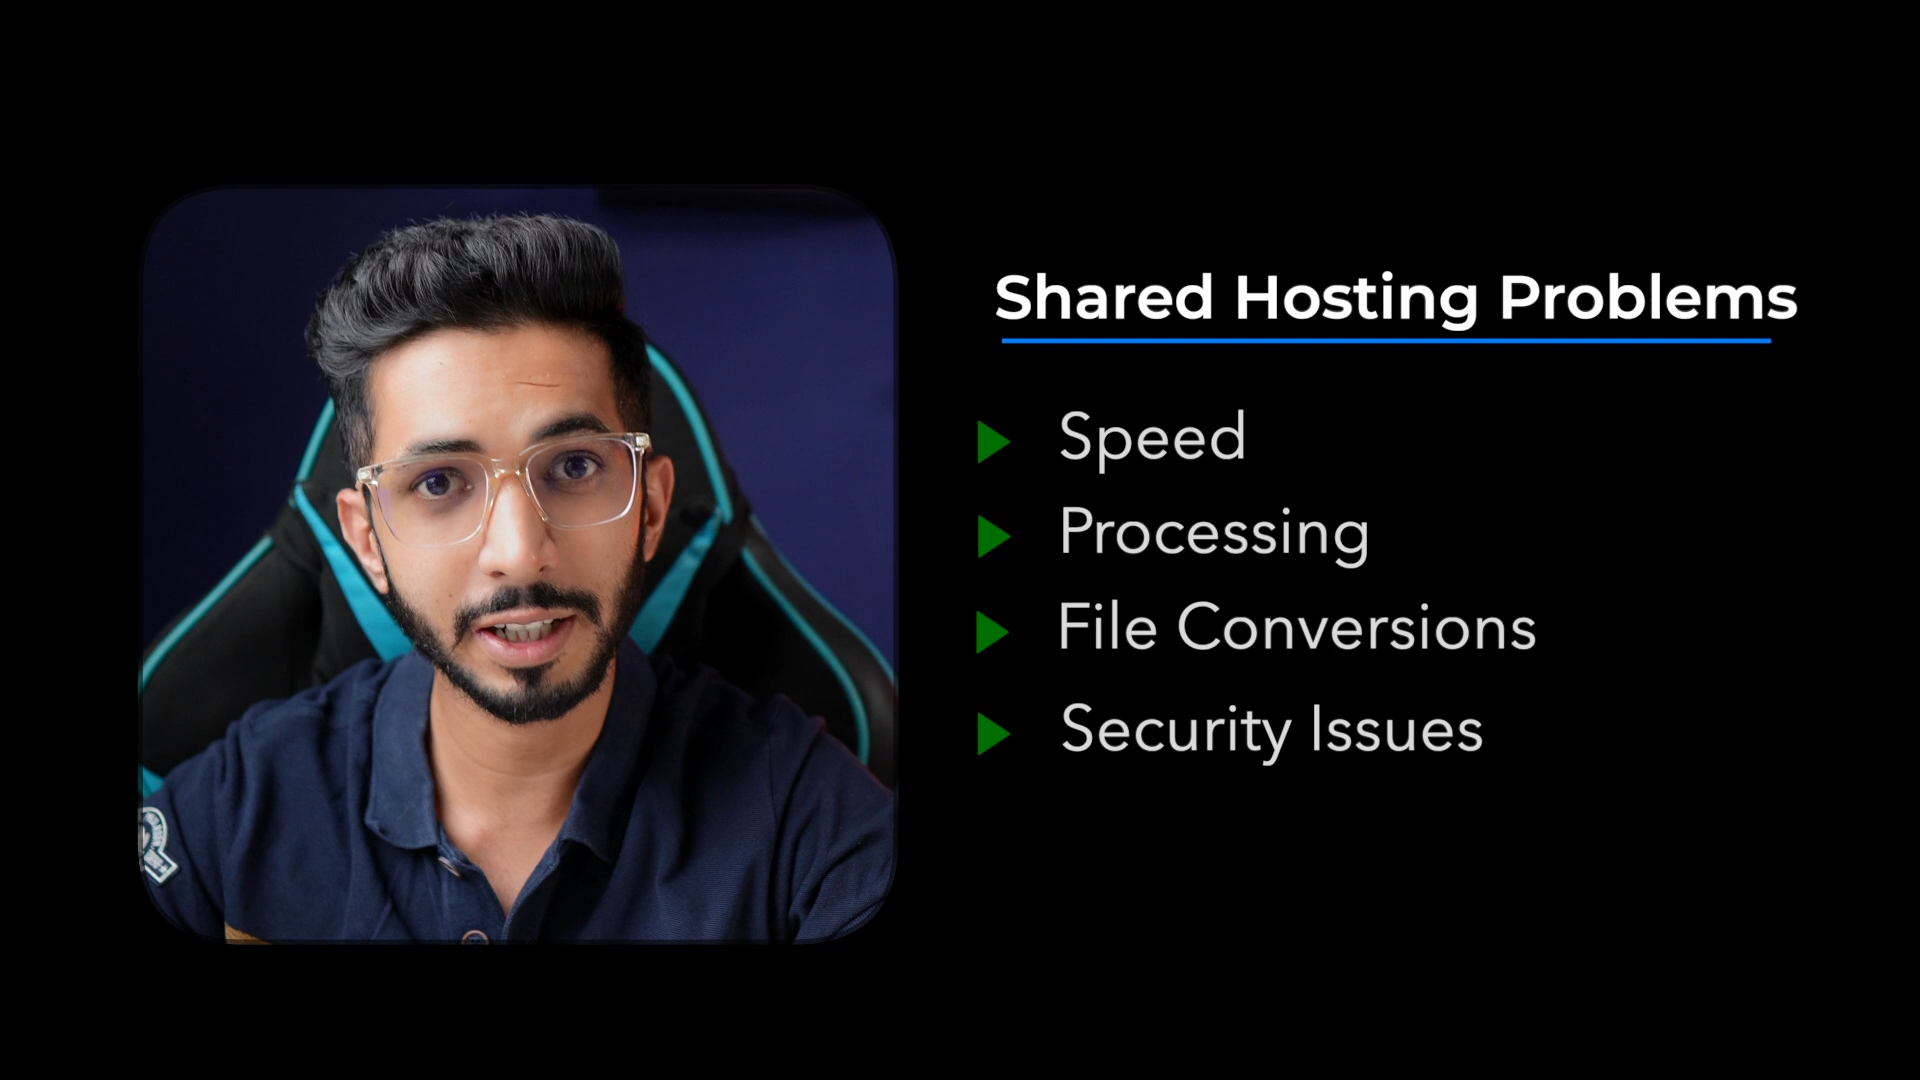 Shared Hosting Problems
Speed
Processing
File Conversions
Security Issues